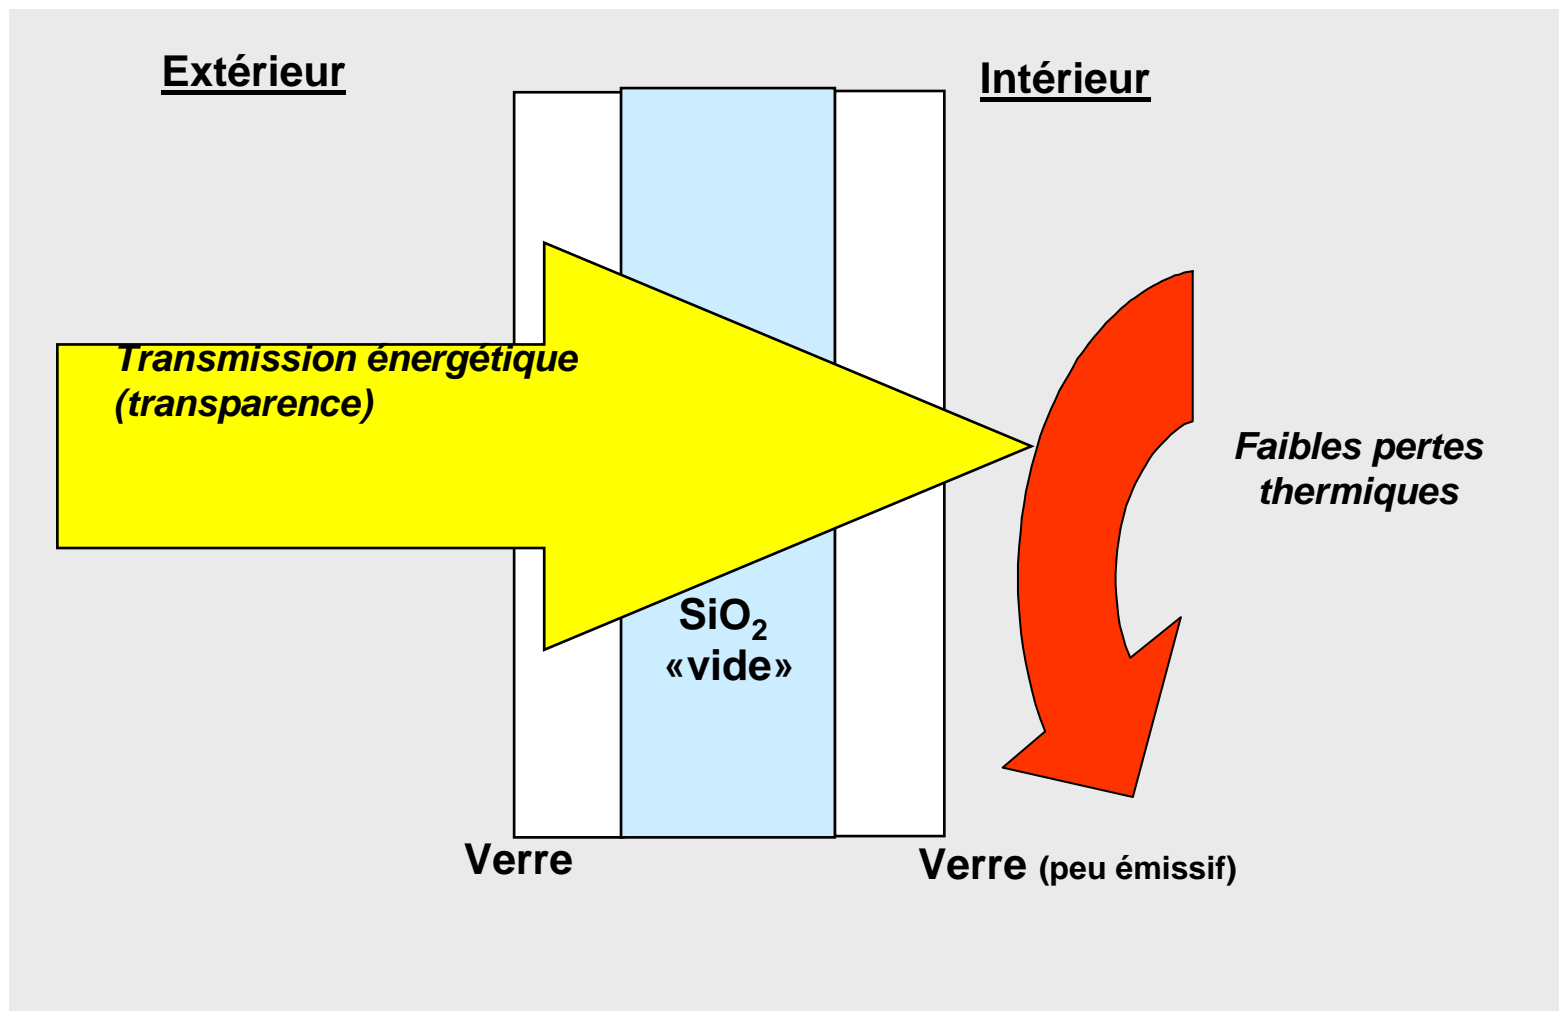 Extérieur
Intérieur
Transmission énergétique
(transparence)
Faibles pertes
thermiques
SiO₂
«vide»
Verre
Verre (peu émissif)